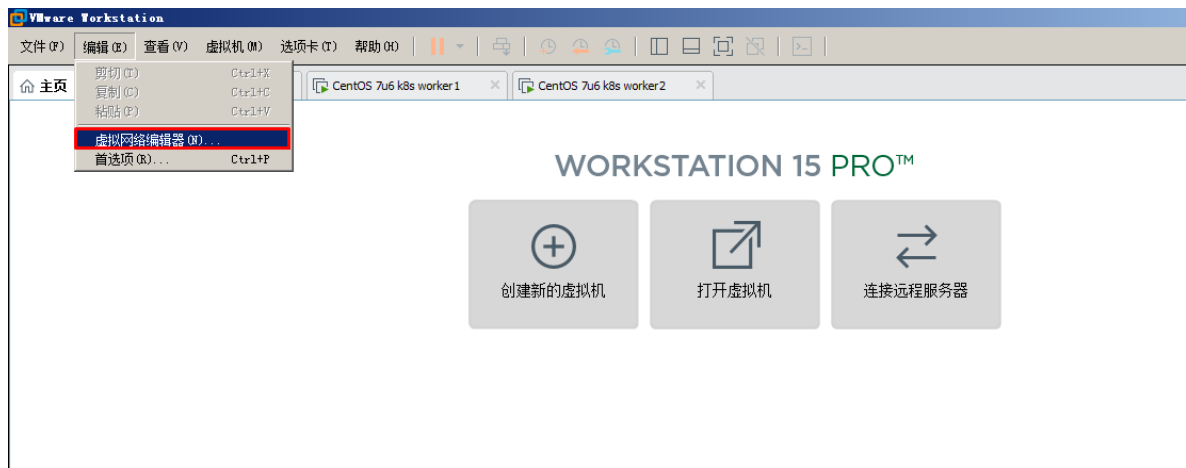 VMware Workstation
文件(F) 编辑(E) 查看(V) 虚拟机(M) 选项卡(T) 帮助(H)
主页 CentOS 7u6 k8s worker1 × CentOS 7u6 k8s worker2 ×
剪切(T) Ctrl+X
复制(C) Ctrl+C
粘贴(P) Ctrl+V
虚拟网络编辑器(N)...
首选项(R)... Ctrl+P
WORKSTATION 15 PRO™
创建新的虚拟机 打开虚拟机 连接远程服务器